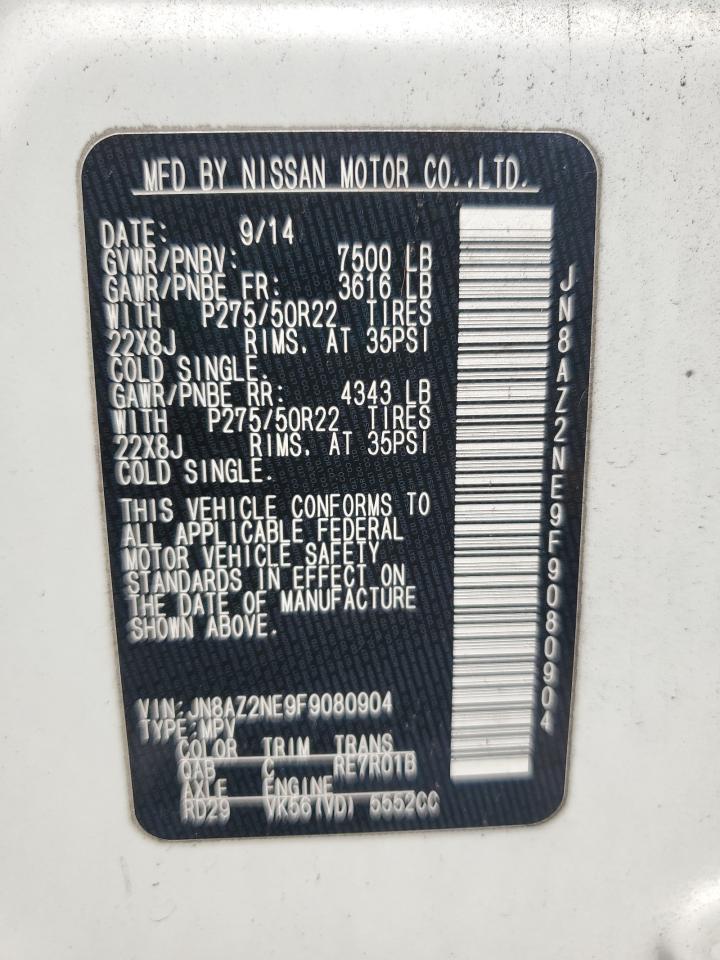 MFD BY NISSAN MOTOR CO.,LTD.
DATE: 9/14
GVWR/PNBV: 7500 LB
GAWR/PNBE FR: 3616 LB
WITH P275/50R22 TIRES
22X8J RIMS. AT 35PSI
COLD SINGLE.
GAWR/PNBE RR: 4343 LB
WITH P275/50R22 TIRES
22X8J RIMS. AT 35PSI
COLD SINGLE.
THIS VEHICLE CONFORMS TO
ALL APPLICABLE FEDERAL
MOTOR VEHICLE SAFETY
STANDARDS IN EFFECT ON
THE DATE OF MANUFACTURE
SHOWN ABOVE.
VIN: JN8AZ2NE9F9080904
TYPE: MPV
COLOR TRIM TRANS
QAB C RE7R01B
AXLE ENGINE
RD29 VK56(VD) 5552CC
JN8AZ2NE9F9080904